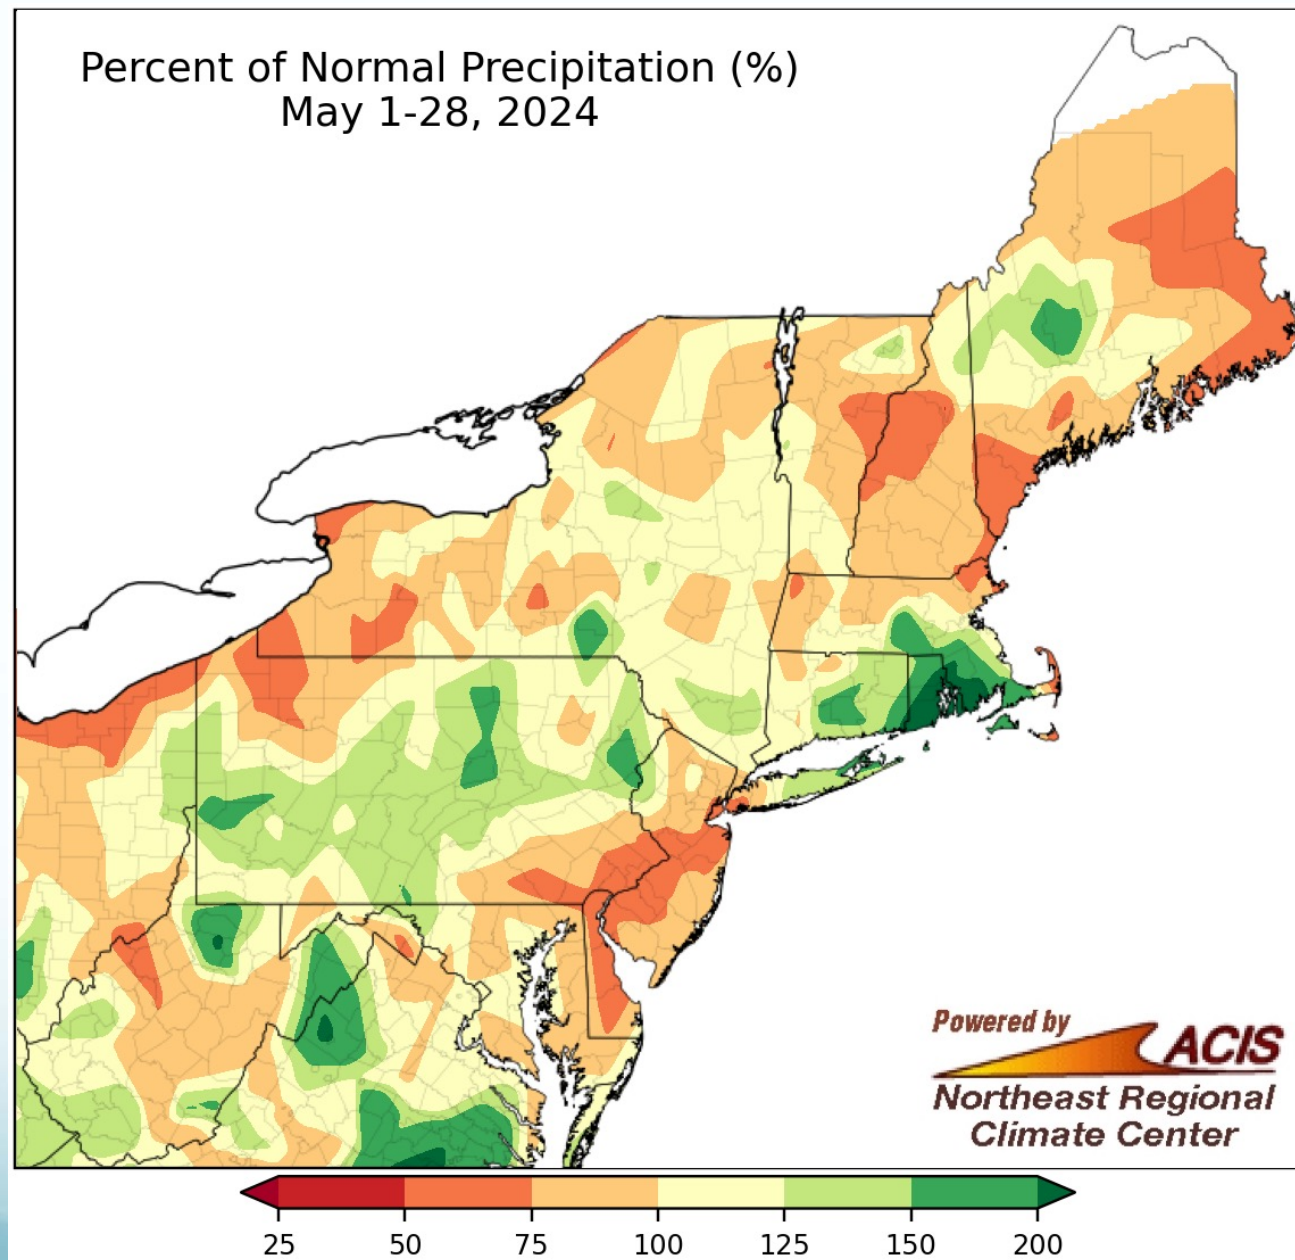 Percent of Normal Precipitation (%)
May 1-28, 2024
Powered by
ACIS
Northeast Regional
Climate Center
25 50 75 100 125 150 200